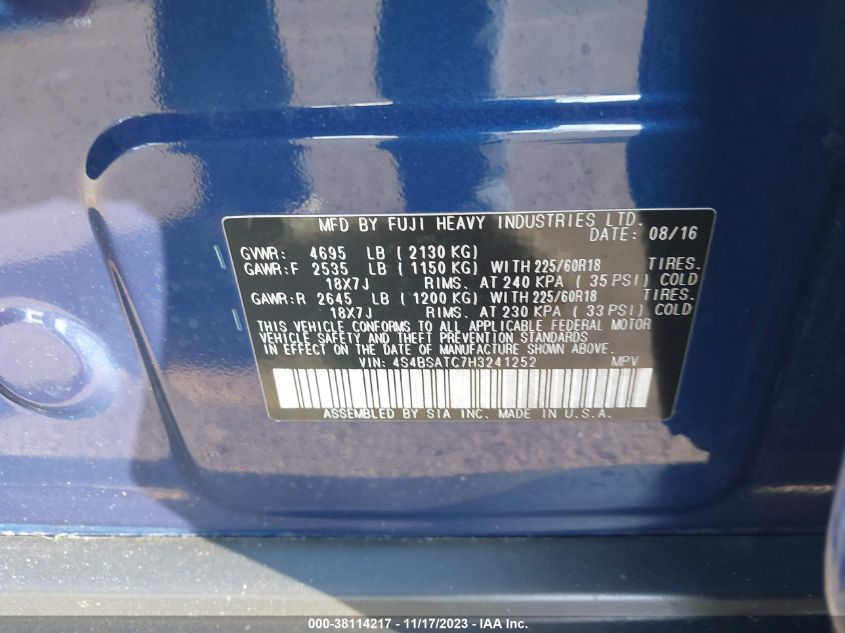 MFD BY FUJI HEAVY INDUSTRIES LTD.
DATE: 08/16
GVWR: 4695 LB ( 2130 KG)
GAWR:F 2535 LB ( 1150 KG) WITH 225/60R18 TIRES.
18X7J RIMS. AT 240 KPA ( 35 PSI) COLD
GAWR:R 2645 LB ( 1200 KG) WITH 225/60R18 TIRES.
18X7J RIMS. AT 230 KPA ( 33 PSI) COLD
THIS VEHICLE CONFORMS TO ALL APPLICABLE FEDERAL MOTOR
VEHICLE SAFETY AND THEFT PREVENTION STANDARDS
IN EFFECT ON THE DATE OF MANUFACTURE SHOWN ABOVE.
VIN: 4S4BSATC7H3241252 MPV
ASSEMBLED BY SIA INC. MADE IN U.S.A.
000-38114217 - 11/17/2023 - IAA Inc.